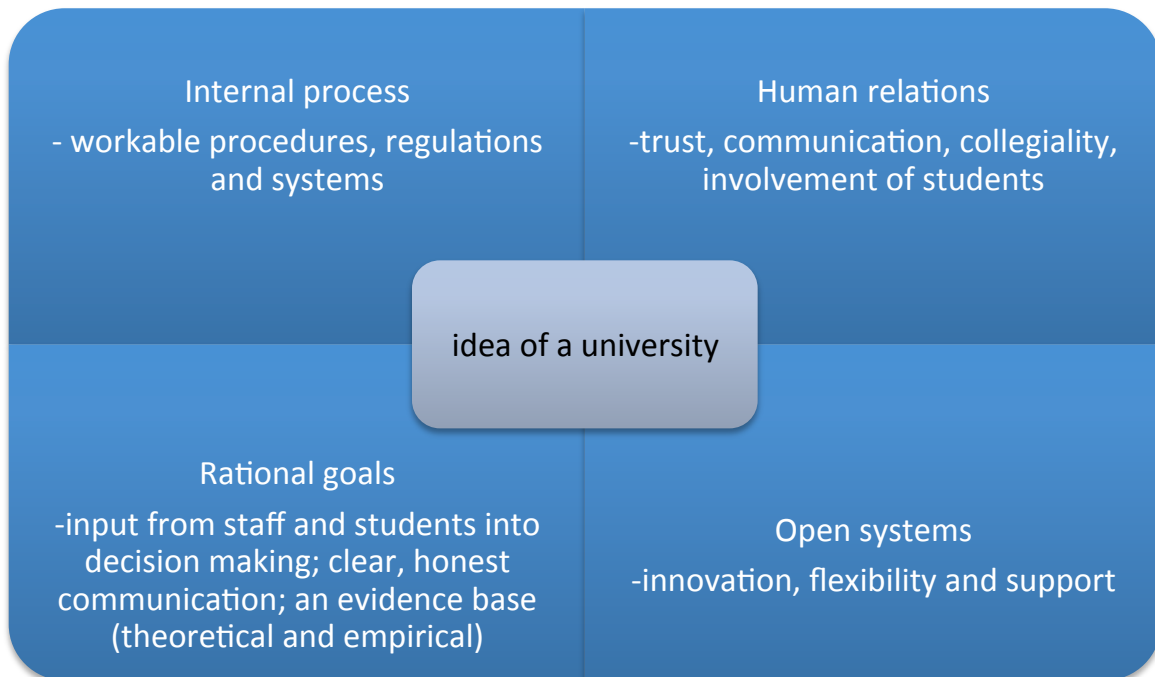 Internal process
- workable procedures, regulations
and systems
Human relations
-trust, communication, collegiality,
involvement of students
idea of a university
Rational goals
-input from staff and students into
decision making; clear, honest
communication; an evidence base
(theoretical and empirical)
Open systems
-innovation, flexibility and support